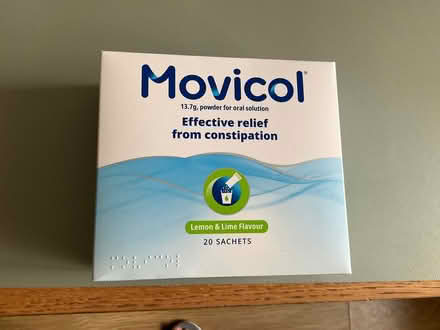 Movicol®
13.7g, powder for oral solution
Effective relief
from constipation
Lemon & Lime Flavour
20 SACHETS